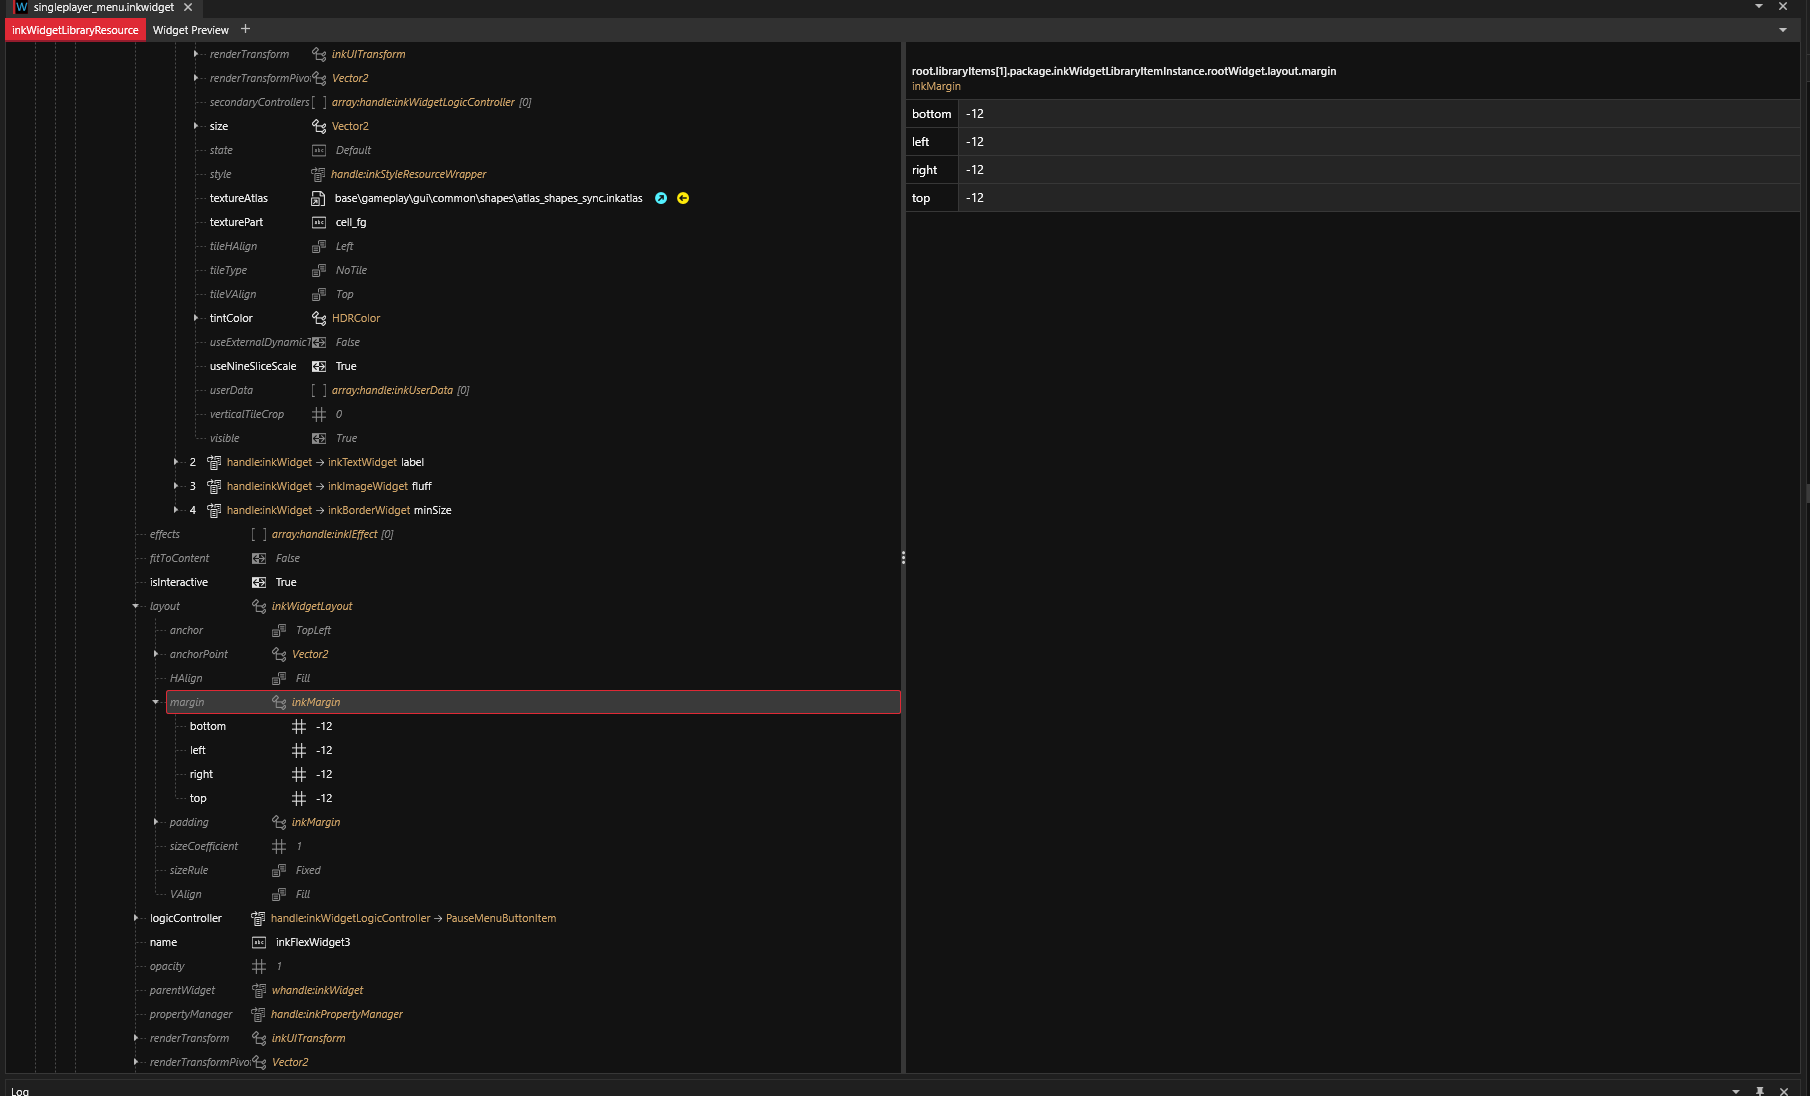 singleplayer_menu.inkwidget
inkWidgetLibraryResource Widget Preview +
renderTransform inkUITransform
renderTransformPivo Vector2
secondaryControllers [ ] array:handle:inkWidgetLogicController [0]
size Vector2
state abc Default
style handle:inkStyleResourceWrapper
textureAtlas base\gameplay\gui\common\shapes\atlas_shapes_sync.inkatlas
texturePart abc cell_fg
tileHAlign Left
tileType NoTile
tileVAlign Top
tintColor HDRColor
useExternalDynamicT False
useNineSliceScale True
userData [ ] array:handle:inkUserData [0]
verticalTileCrop 0
visible True
2 handle:inkWidget → inkTextWidget label
3 handle:inkWidget → inkImageWidget fluff
4 handle:inkWidget → inkBorderWidget minSize
effects [ ] array:handle:inkIEffect [0]
fitToContent False
isInteractive True
layout inkWidgetLayout
anchor TopLeft
anchorPoint Vector2
HAlign Fill
margin inkMargin
bottom -12
left -12
right -12
top -12
padding inkMargin
sizeCoefficient 1
sizeRule Fixed
VAlign Fill
logicController handle:inkWidgetLogicController → PauseMenuButtonItem
name abc inkFlexWidget3
opacity 1
parentWidget whandle:inkWidget
propertyManager handle:inkPropertyManager
renderTransform inkUITransform
renderTransformPivo Vector2
root.libraryItems[1].package.inkWidgetLibraryItemInstance.rootWidget.layout.margin
inkMargin
bottom -12
left -12
right -12
top -12
Log